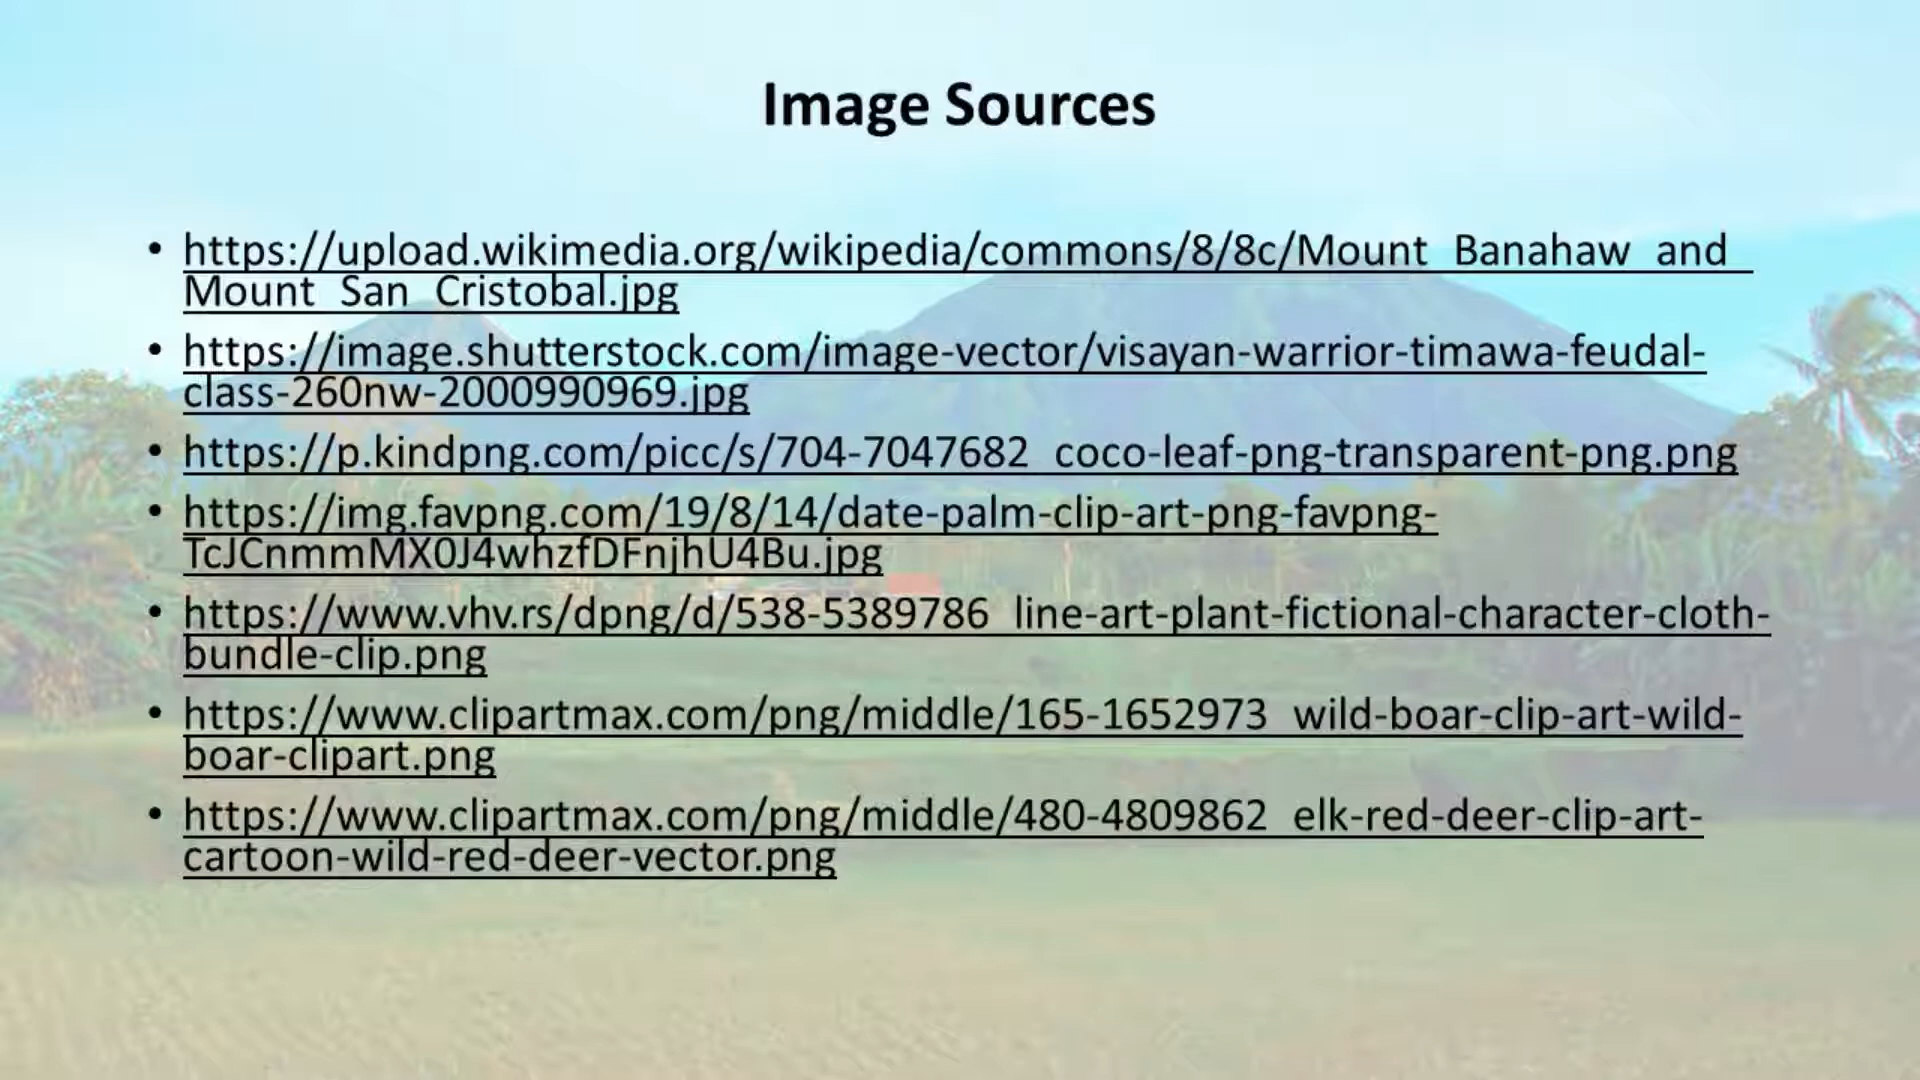 Image Sources
• https://upload.wikimedia.org/wikipedia/commons/8/8c/Mount_Banahaw_and_
Mount_San_Cristobal.jpg
• https://image.shutterstock.com/image-vector/visayan-warrior-timawa-feudal-
class-260nw-2000990969.jpg
• https://p.kindpng.com/picc/s/704-7047682_coco-leaf-png-transparent-png.png
• https://img.favpng.com/19/8/14/date-palm-clip-art-png-favpng-
TcJCnmmMX0J4whzfDFnjhU4Bu.jpg
• https://www.vhv.rs/dpng/d/538-5389786_line-art-plant-fictional-character-cloth-
bundle-clip.png
• https://www.clipartmax.com/png/middle/165-1652973_wild-boar-clip-art-wild-
boar-clipart.png
• https://www.clipartmax.com/png/middle/480-4809862_elk-red-deer-clip-art-
cartoon-wild-red-deer-vector.png